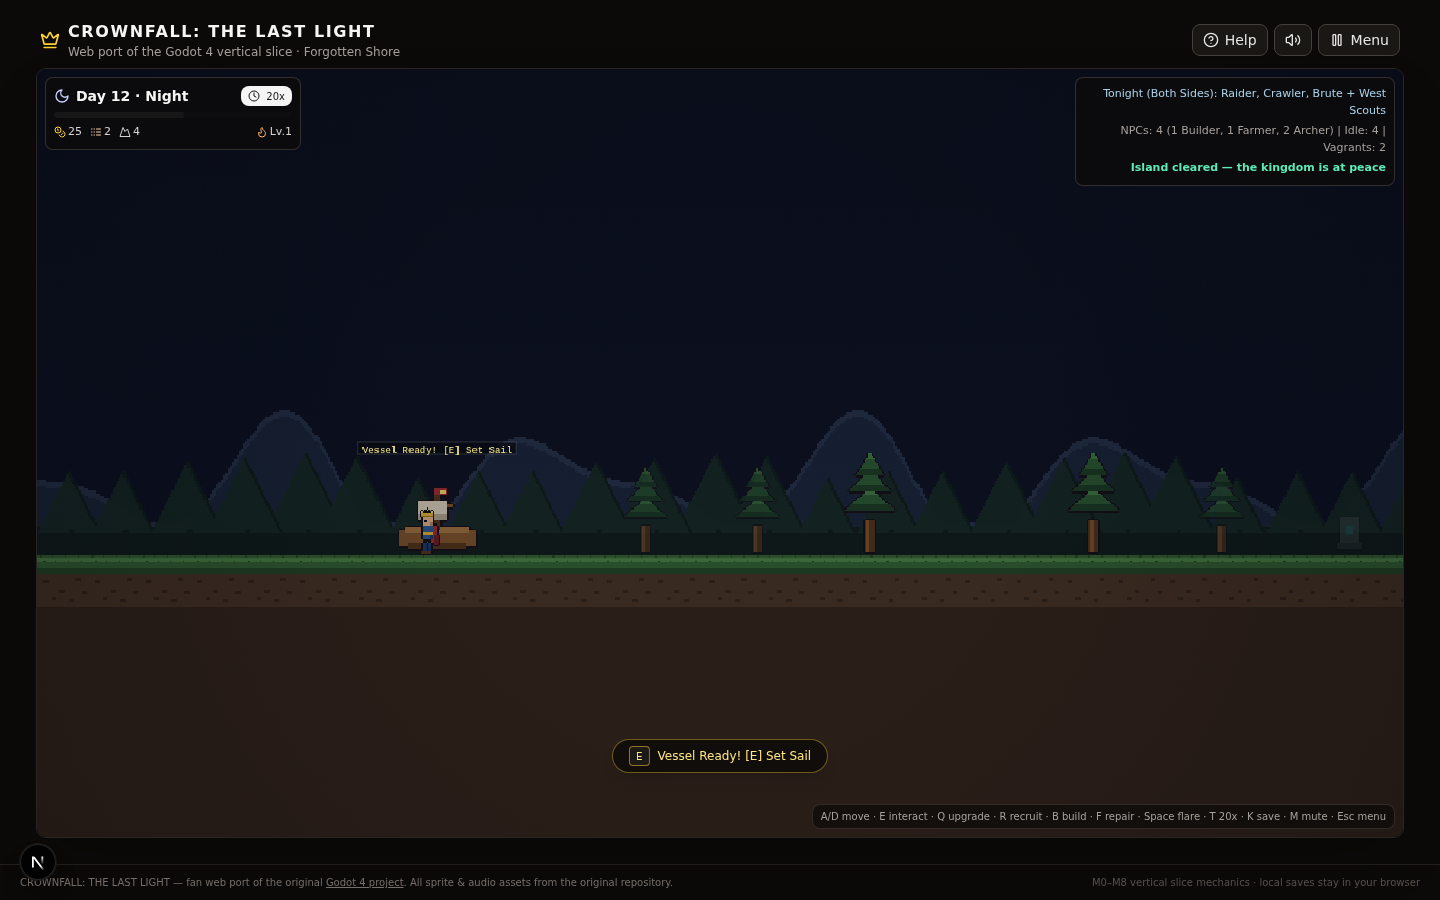 CROWNFALL: THE LAST LIGHT
Web port of the Godot 4 vertical slice · Forgotten Shore
Help
Menu
Day 12 · Night
20x
25 2 4 Lv.1
Tonight (Both Sides): Raider, Crawler, Brute + West
Scouts
NPCs: 4 (1 Builder, 1 Farmer, 2 Archer) | Idle: 4 |
Vagrants: 2
Island cleared — the kingdom is at peace
Vessel Ready! [E] Set Sail
E Vessel Ready! [E] Set Sail
A/D move · E interact · Q upgrade · R recruit · B build · F repair · Space flare · T 20x · K save · M mute · Esc menu
N
CROWNFALL: THE LAST LIGHT — fan web port of the original Godot 4 project. All sprite & audio assets from the original repository.
M0–M8 vertical slice mechanics · local saves stay in your browser